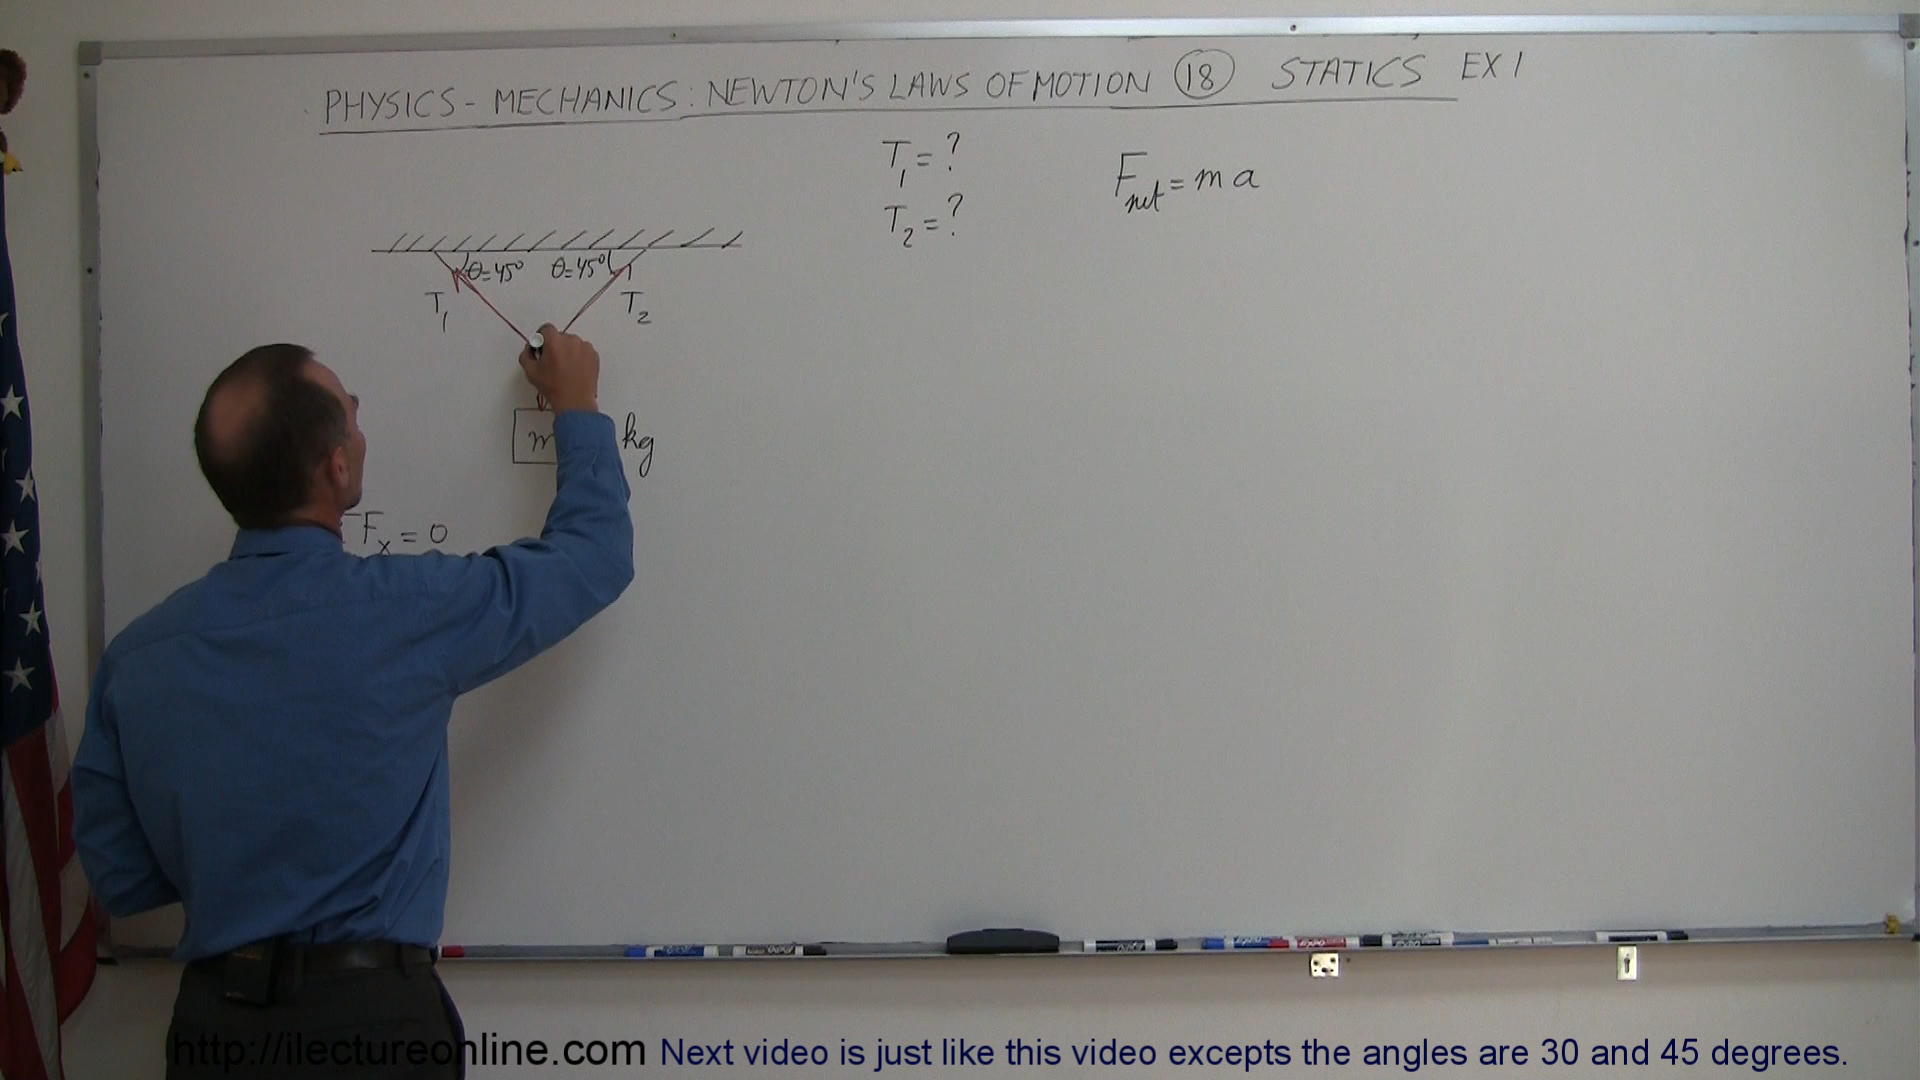 PHYSICS - MECHANICS: NEWTON'S LAWS OF MOTION 18 STATICS EX 1
T1 = ?
T2 = ?
Fnet = m a
θ=45° θ=45°
T1 T2
m kg
Fx = 0
http://ilectureonline.com Next video is just like this video excepts the angles are 30 and 45 degrees.